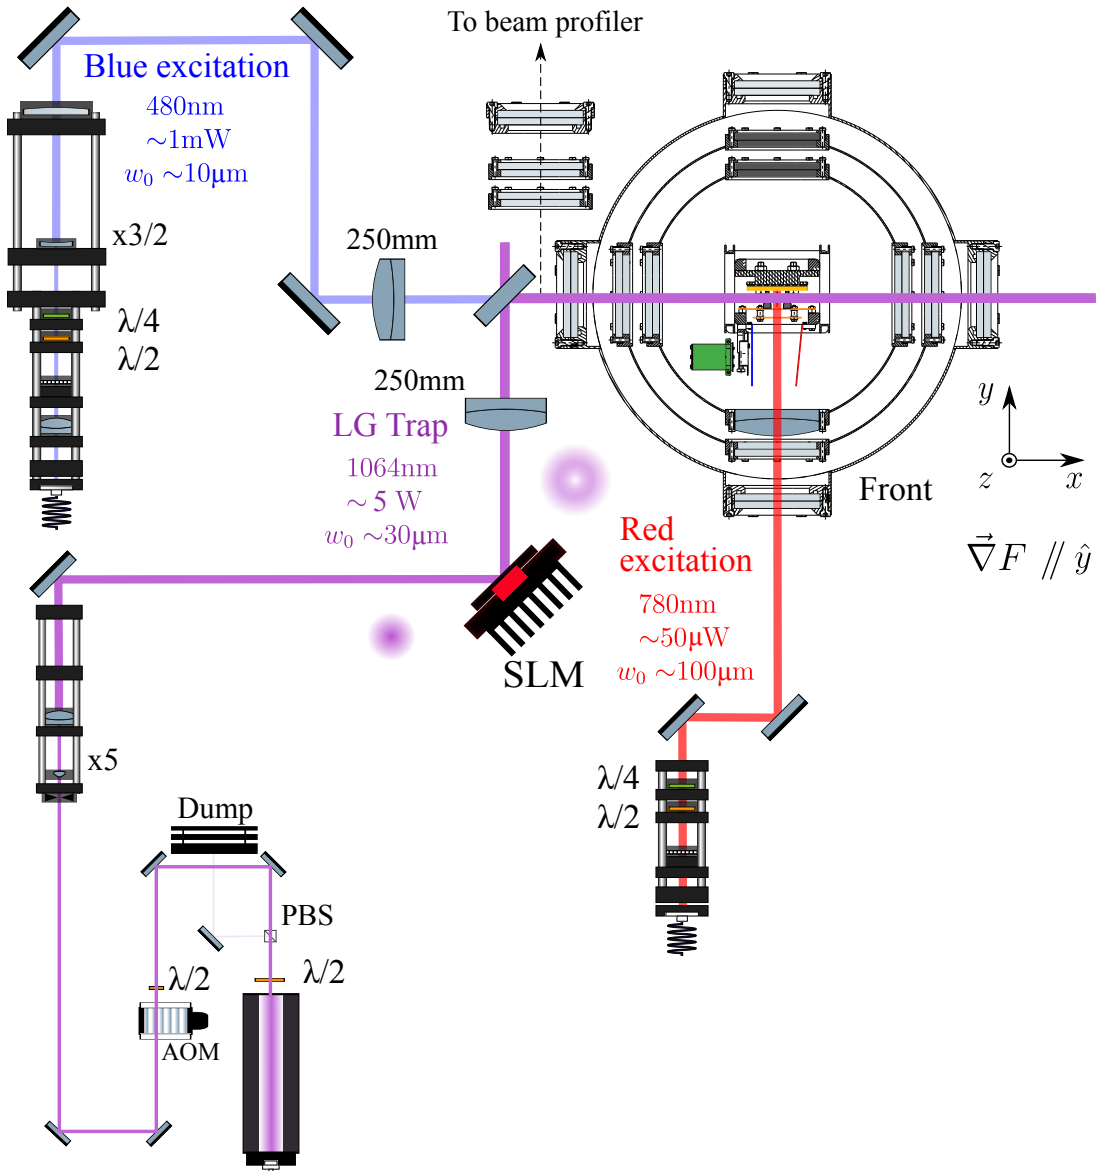 To beam profiler
Blue excitation
480nm
∼1mW
w₀ ∼10µm
x3/2
λ/4
λ/2
250mm
250mm
LG Trap
1064nm
∼ 5 W
w₀ ∼30µm
y
z
x
Front
∇⃗F // ŷ
Red
excitation
780nm
∼50µW
w₀ ∼100µm
SLM
x5
λ/4
λ/2
Dump
PBS
λ/2
λ/2
AOM